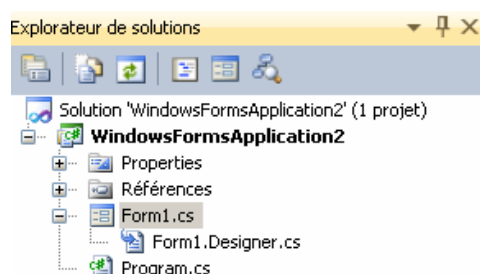 Explorateur de solutions
Solution 'WindowsFormsApplication2' (1 projet)
WindowsFormsApplication2
Properties
Références
Form1.cs
Form1.Designer.cs
Program.cs